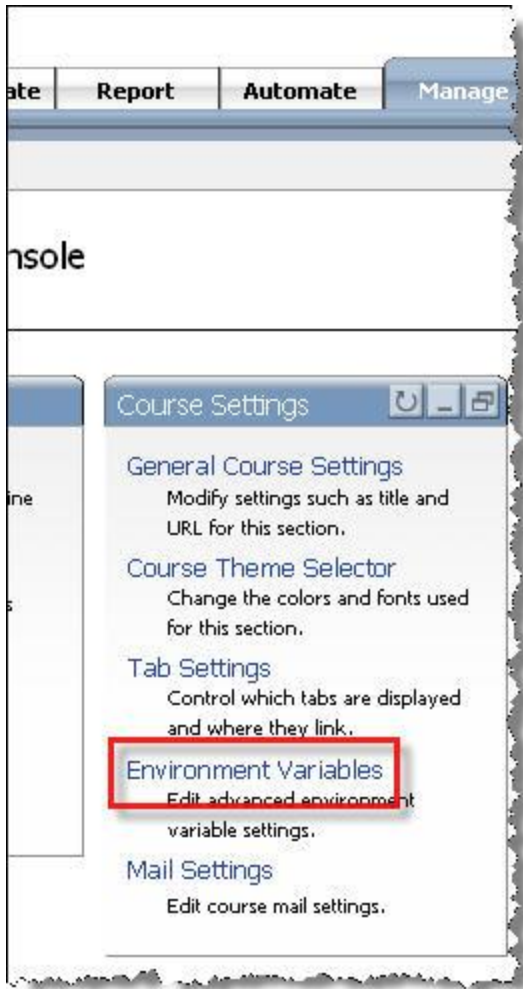 ate Report Automate Manage
nsole
Course Settings
General Course Settings
ine Modify settings such as title and
URL for this section.
Course Theme Selector
s Change the colors and fonts used
for this section.
Tab Settings
Control which tabs are displayed
and where they link.
Environment Variables
Edit advanced environment
variable settings.
Mail Settings
Edit course mail settings.